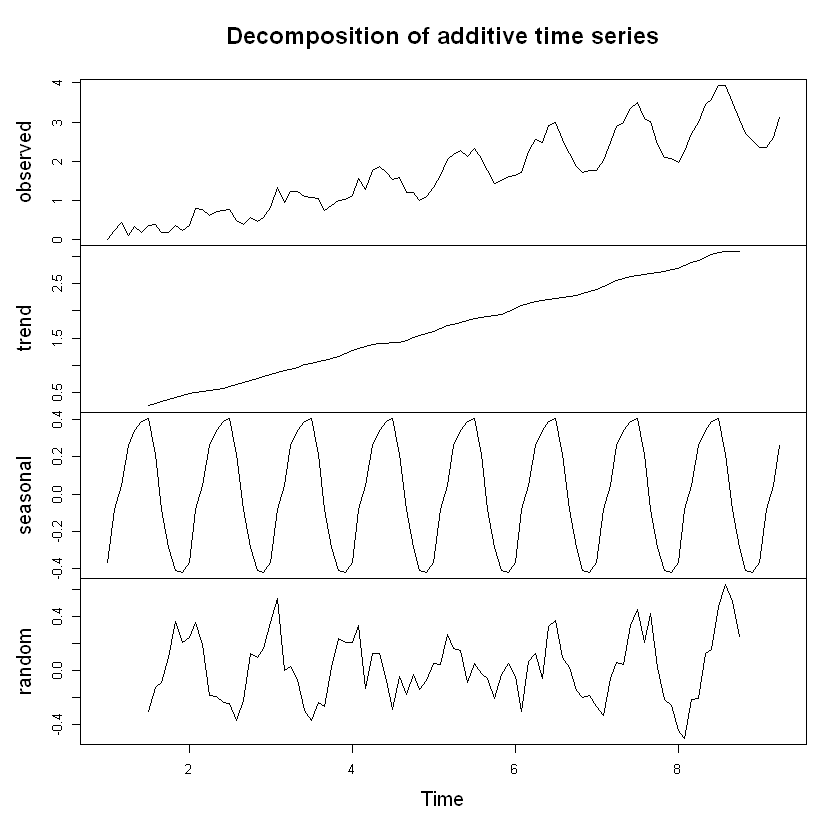 Decomposition of additive time series
observed
0 1 2 3 4
trend
0.5 1.5 2.5
seasonal
-0.4 -0.2 0.0 0.2 0.4
random
-0.4 0.0 0.4
2 4 6 8
Time